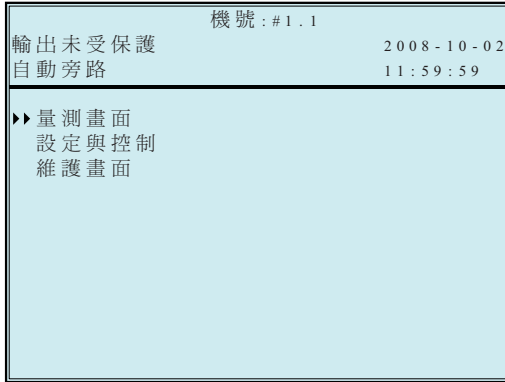 機號:#1.1
輸出未受保護 2008-10-02
自動旁路 11:59:59
量測畫面
設定與控制
維護畫面